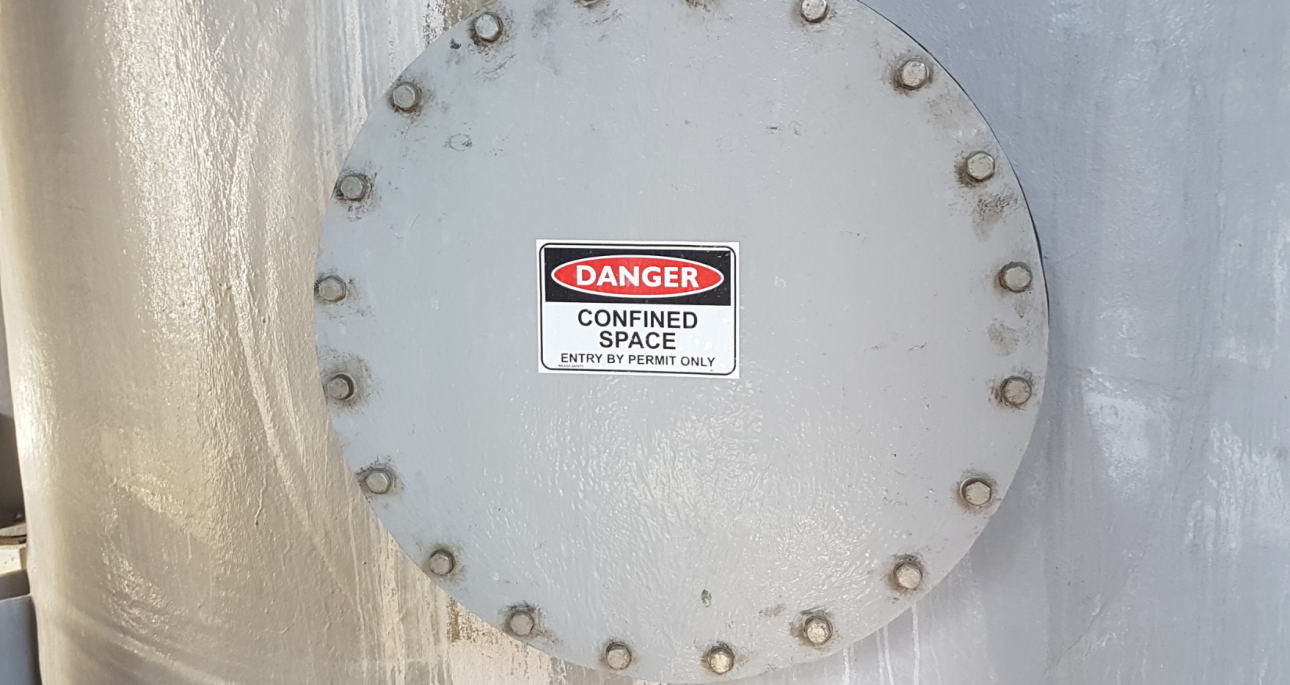 DANGER
CONFINED
SPACE
ENTRY BY PERMIT ONLY